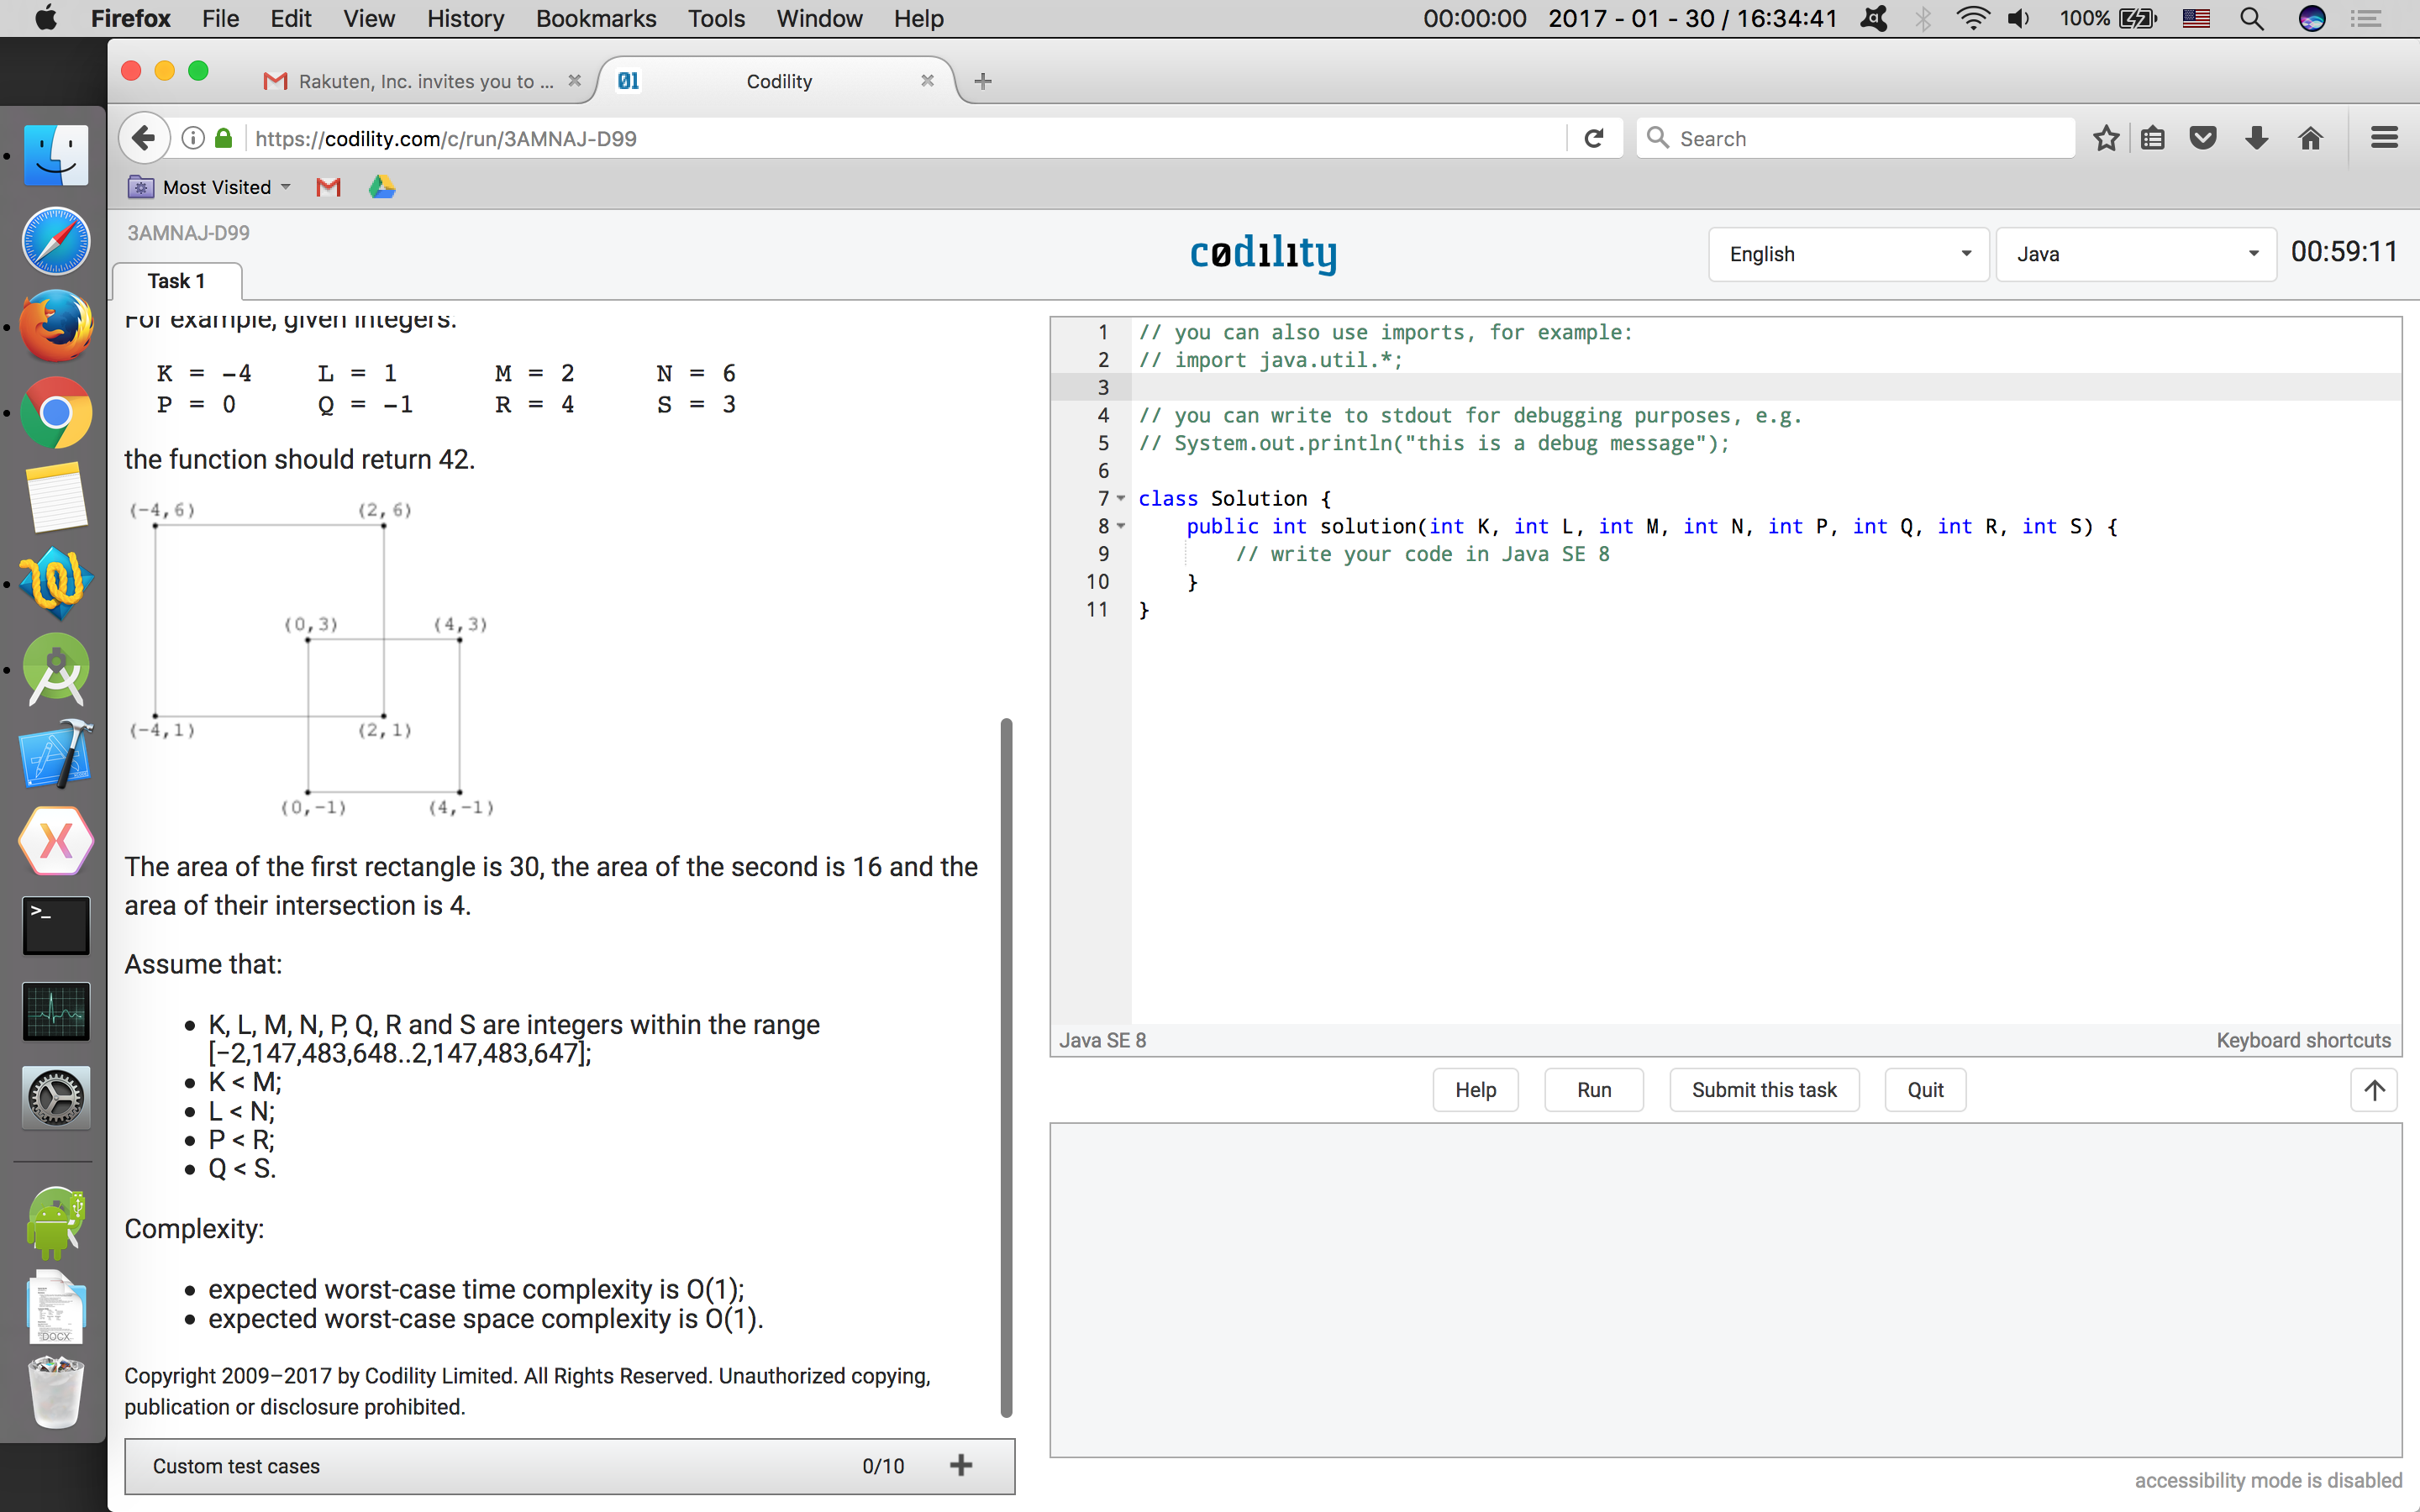 Firefox File Edit View History Bookmarks Tools Window Help 00:00:00 2017 - 01 - 30 / 16:34:41 100%
Rakuten, Inc. invites you to ... Codility
https://codility.com/c/run/3AMNAJ-D99 Search
Most Visited
3AMNAJ-D99
codility
English Java 00:59:11
Task 1
For example, given integers:
K = -4 L = 1 M = 2 N = 6
P = 0 Q = -1 R = 4 S = 3
the function should return 42.
(-4,6) (2,6)
(0,3) (4,3)
(-4,1) (2,1)
(0,-1) (4,-1)
The area of the first rectangle is 30, the area of the second is 16 and the
area of their intersection is 4.
Assume that:
• K, L, M, N, P, Q, R and S are integers within the range
[−2,147,483,648..2,147,483,647];
• K < M;
• L < N;
• P < R;
• Q < S.
Complexity:
• expected worst-case time complexity is O(1);
• expected worst-case space complexity is O(1).
Copyright 2009–2017 by Codility Limited. All Rights Reserved. Unauthorized copying,
publication or disclosure prohibited.
Custom test cases 0/10 +
1 // you can also use imports, for example:
2 // import java.util.*;
3
4 // you can write to stdout for debugging purposes, e.g.
5 // System.out.println("this is a debug message");
6
7 class Solution {
8 public int solution(int K, int L, int M, int N, int P, int Q, int R, int S) {
9 // write your code in Java SE 8
10 }
11 }
Java SE 8 Keyboard shortcuts
Help Run Submit this task Quit
accessibility mode is disabled
DOCX